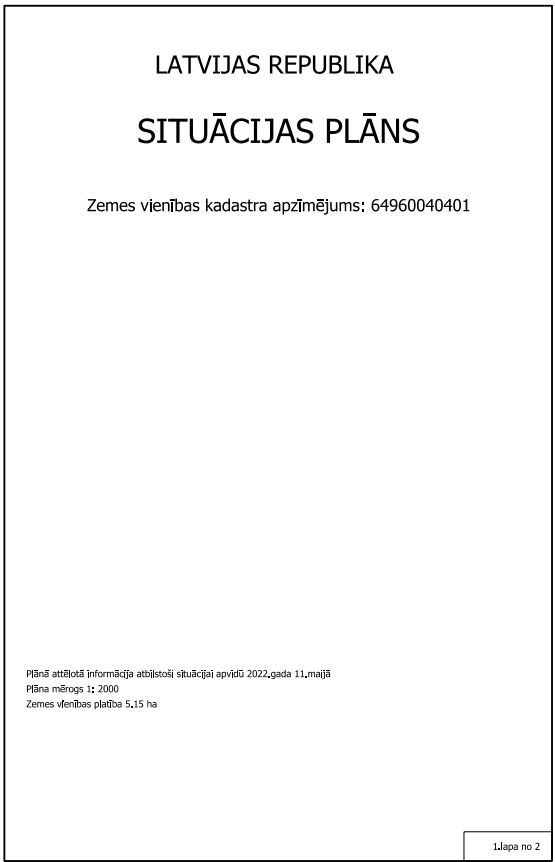 LATVIJAS REPUBLIKA
SITUĀCIJAS PLĀNS
Zemes vienības kadastra apzīmējums: 64960040401
Plānā attēlotā informācija atbilstoši situācijai apvidū 2022.gada 11.maijā
Plāna mērogs 1: 2000
Zemes vienības platība 5.15 ha
1.lapa no 2